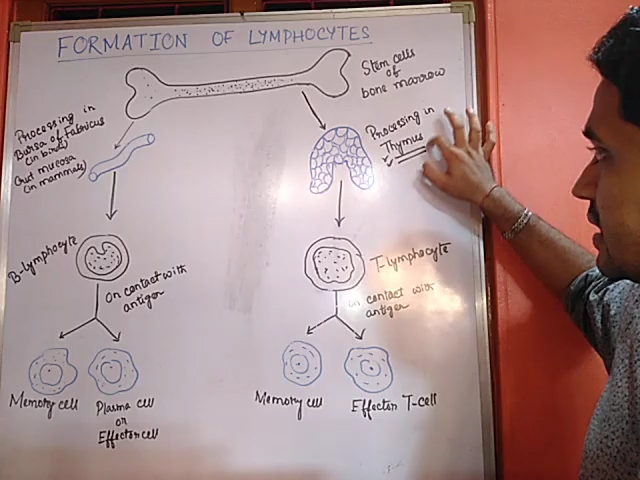 FORMATION OF LYMPHOCYTES
Stem cells
of
bone marrow
Processing in
Bursa of Fabricus
(in birds)
Gut mucosa
(in mammals)
Processing in
Thymus
B-lymphocyte
T-lymphocyte
on contact with
antigen
on contact with
antigen
Memory cell
Plasma cell
or
Effector cell
Memory cell
Effector T-cell